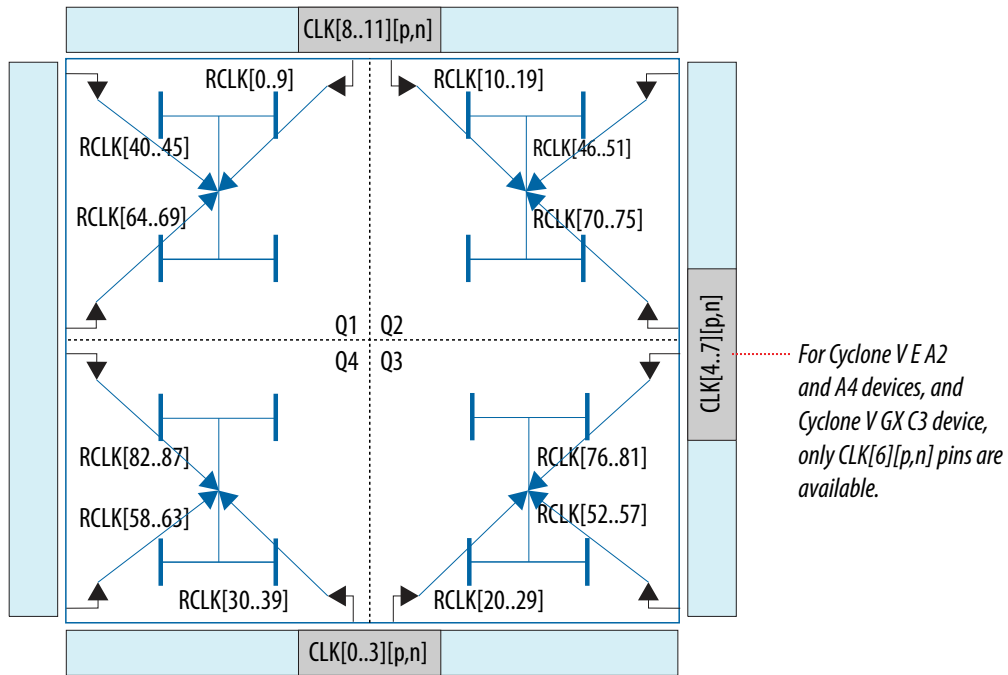 CLK[8..11][p,n]
RCLK[0..9]
RCLK[10..19]
RCLK[40..45]
RCLK[46..51]
RCLK[64..69]
RCLK[70..75]
Q1
Q2
Q4
Q3
CLK[4..7][p,n]
For Cyclone V E A2
and A4 devices, and
Cyclone V GX C3 device,
only CLK[6][p,n] pins are
available.
RCLK[82..87]
RCLK[76..81]
RCLK[58..63]
RCLK[52..57]
RCLK[30..39]
RCLK[20..29]
CLK[0..3][p,n]